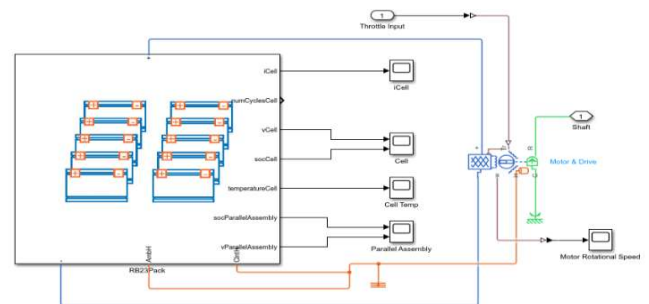 1
Throttle Input
+
iCell
iCell
numCyclesCell
vCell
socCell
Cell
1
Shaft
Motor & Drive
temperatureCell
Cell Temp
socParallelAssembly
vParallelAssembly
Parallel Assembly
Motor Rotational Speed
AmbH
-
RB23Pack